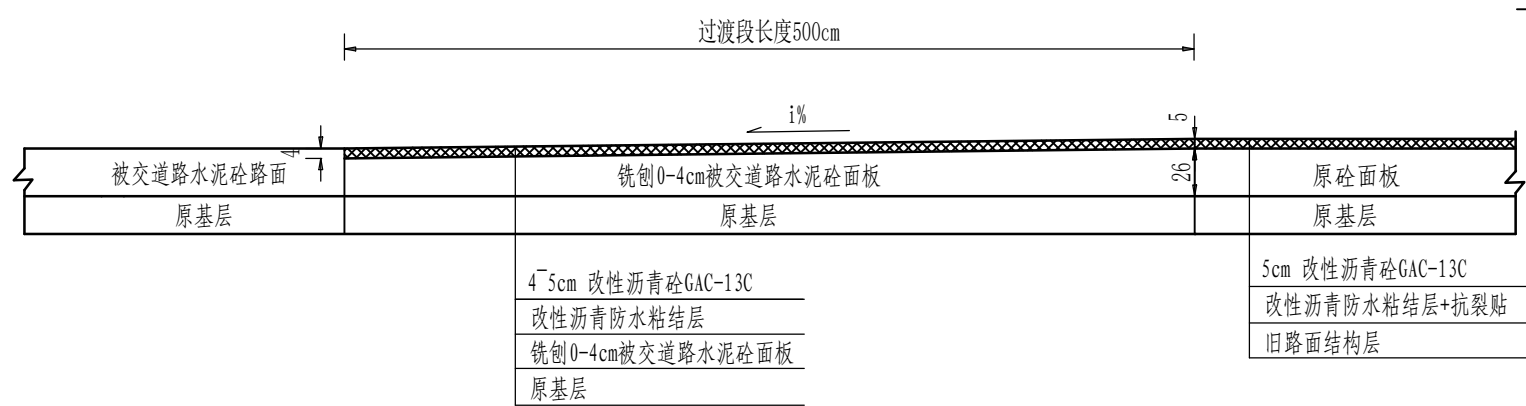 过渡段长度500cm
i%
5
4
被交道路水泥砼路面
铣刨0-4cm被交道路水泥砼面板
26
原砼面板
原基层
原基层
原基层
4‾5cm 改性沥青砼GAC-13C
改性沥青防水粘结层
铣刨0-4cm被交道路水泥砼面板
原基层
5cm 改性沥青砼GAC-13C
改性沥青防水粘结层+抗裂贴
旧路面结构层